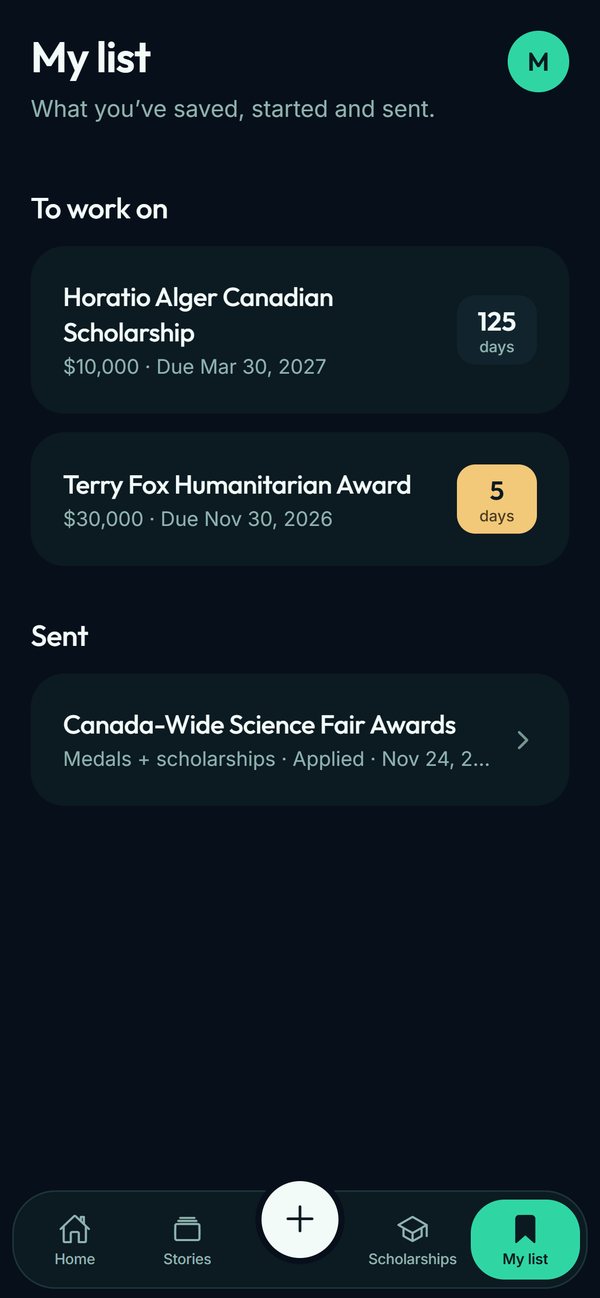 My list
M
What you’ve saved, started and sent.
To work on
Horatio Alger Canadian
Scholarship
$10,000 · Due Mar 30, 2027
125
days
Terry Fox Humanitarian Award
$30,000 · Due Nov 30, 2026
5
days
Sent
Canada-Wide Science Fair Awards
Medals + scholarships · Applied · Nov 24, 2...
Home
Stories
Scholarships
My list